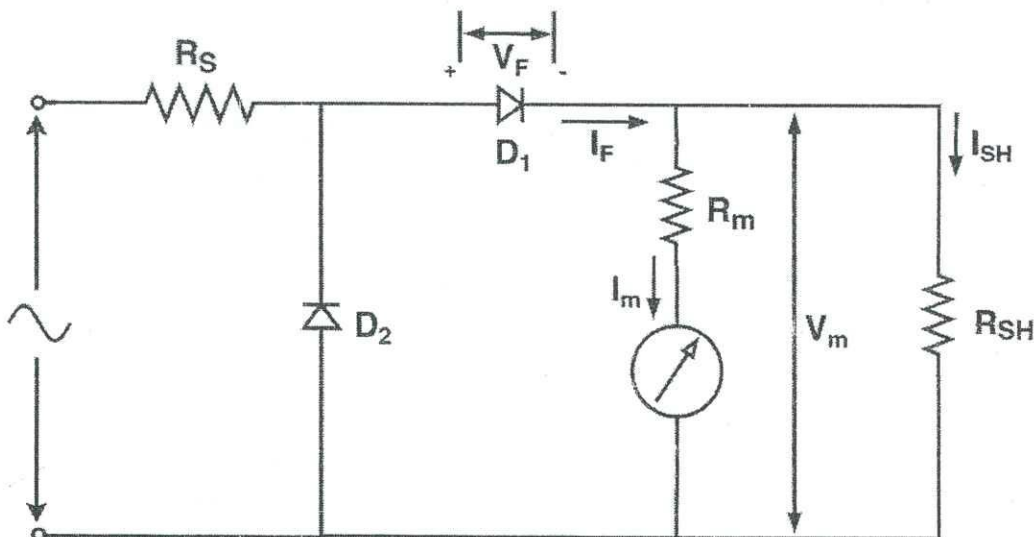 R_S
+ V_F -
D_1
I_F
I_SH
R_m
I_m
D_2
V_m
R_SH